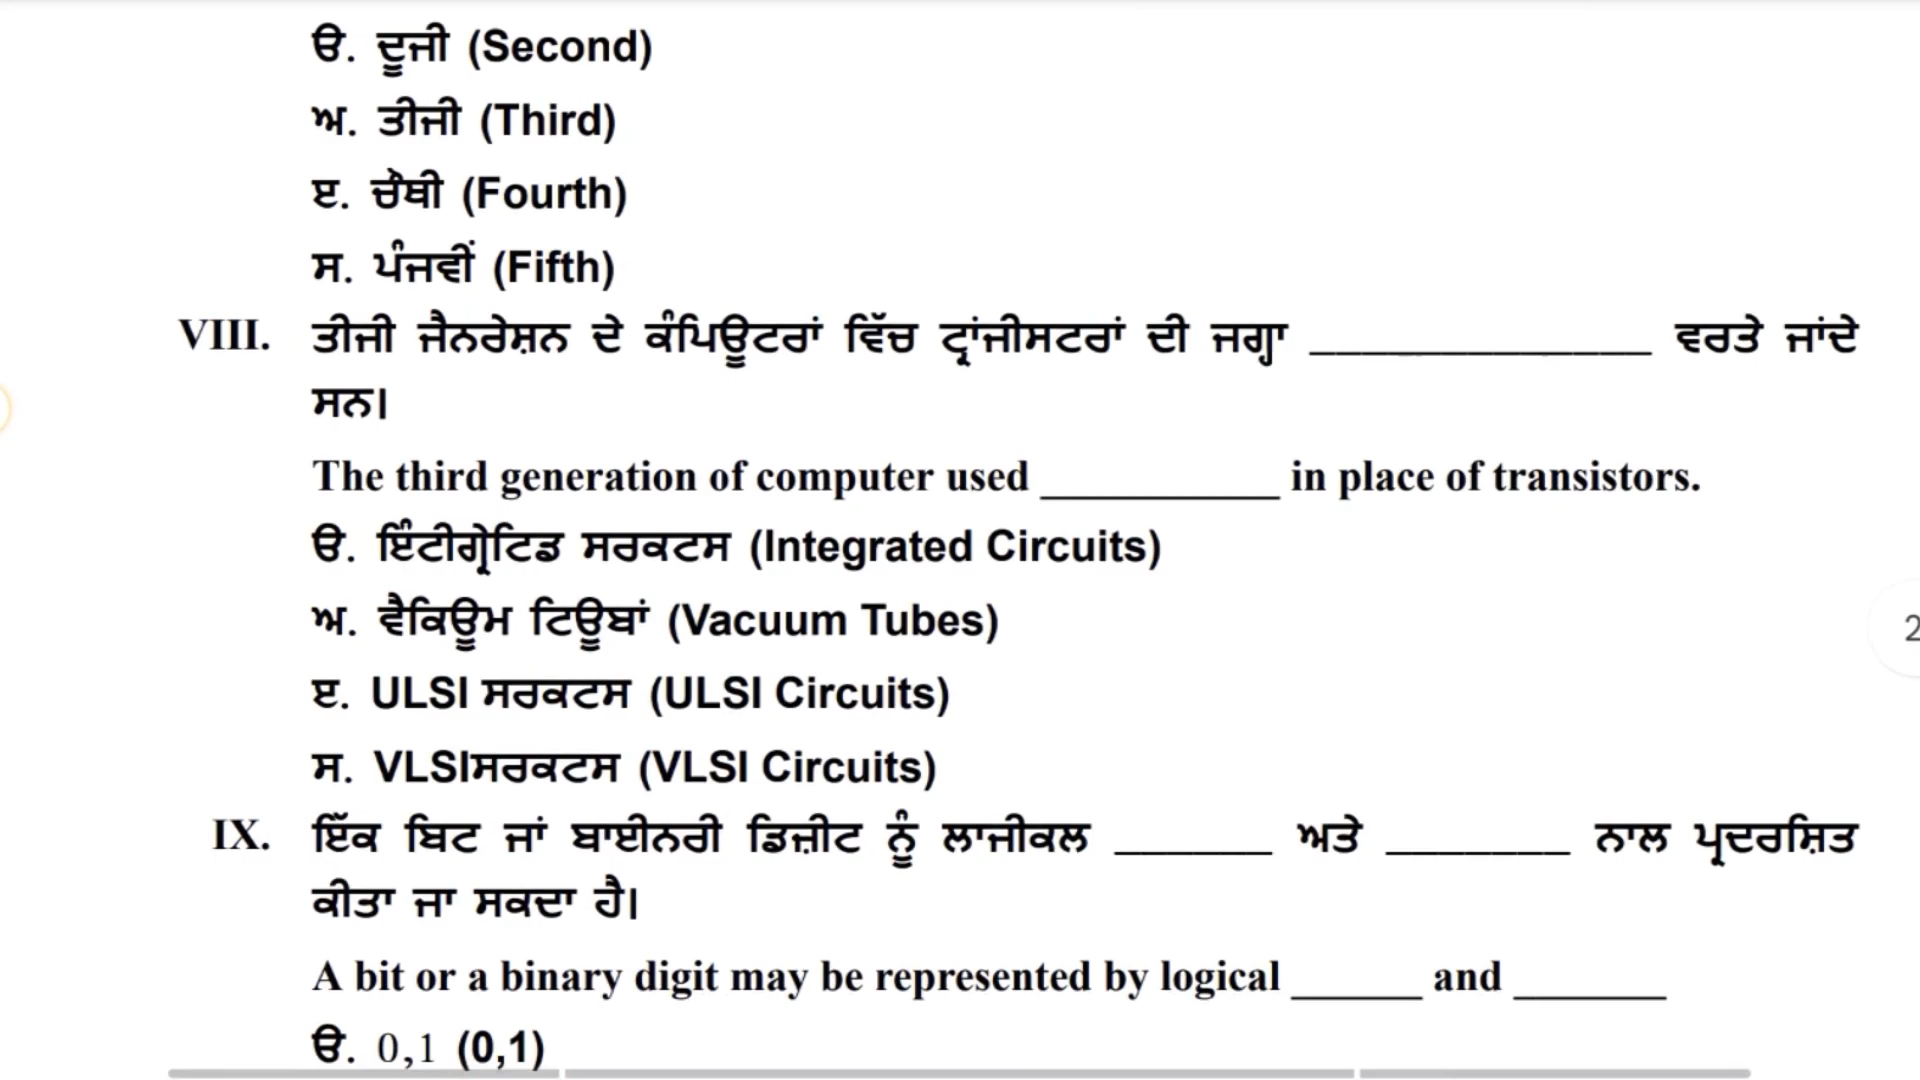 ੳ. ਦੂਜੀ (Second)
ਅ. ਤੀਜੀ (Third)
ੲ. ਚੌਥੀ (Fourth)
ਸ. ਪੰਜਵੀਂ (Fifth)
VIII. ਤੀਜੀ ਜੈਨਰੇਸ਼ਨ ਦੇ ਕੰਪਿਊਟਰਾਂ ਵਿੱਚ ਟ੍ਰਾਂਜੀਸਟਰਾਂ ਦੀ ਜਗ੍ਹਾ ______________ ਵਰਤੇ ਜਾਂਦੇ
ਸਨ।
The third generation of computer used __________ in place of transistors.
ੳ. ਇੰਟੀਗ੍ਰੇਟਿਡ ਸਰਕਟਸ (Integrated Circuits)
ਅ. ਵੈਕਿਊਮ ਟਿਊਬਾਂ (Vacuum Tubes)
ੲ. ULSI ਸਰਕਟਸ (ULSI Circuits)
ਸ. VLSIਸਰਕਟਸ (VLSI Circuits)
2
IX. ਇੱਕ ਬਿਟ ਜਾਂ ਬਾਈਨਰੀ ਡਿਜ਼ੀਟ ਨੂੰ ਲਾਜੀਕਲ ______ ਅਤੇ _______ ਨਾਲ ਪ੍ਰਦਰਸ਼ਿਤ
ਕੀਤਾ ਜਾ ਸਕਦਾ ਹੈ।
A bit or a binary digit may be represented by logical ______ and _______
ੳ. 0,1 (0,1)